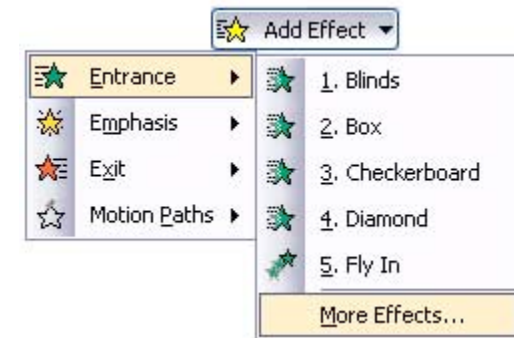 Add Effect
Entrance
Emphasis
Exit
Motion Paths
1. Blinds
2. Box
3. Checkerboard
4. Diamond
5. Fly In
More Effects...